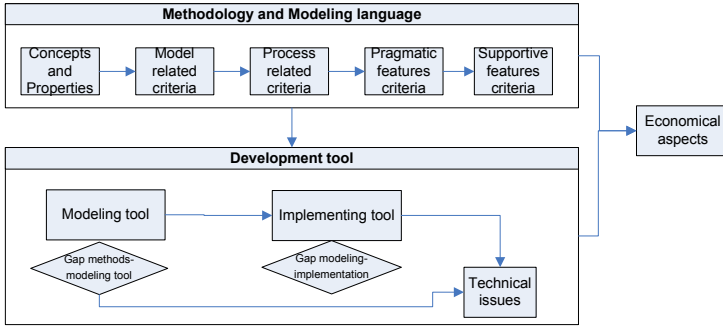 Methodology and Modeling language
Concepts
and
Properties
Model
related
criteria
Process
related
criteria
Pragmatic
features
criteria
Supportive
features
criteria
Economical
aspects
Development tool
Modeling tool
Implementing tool
Gap methods-
modeling tool
Gap modeling-
implementation
Technical
issues